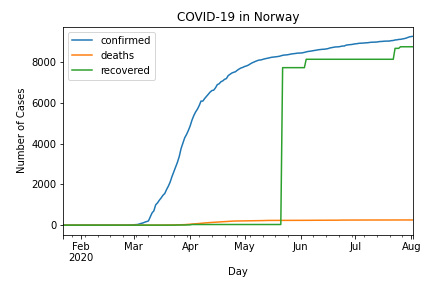 COVID-19 in Norway
confirmed
deaths
recovered
Number of Cases
8000
6000
4000
2000
0
Feb Mar Apr May Jun Jul Aug
2020
Day